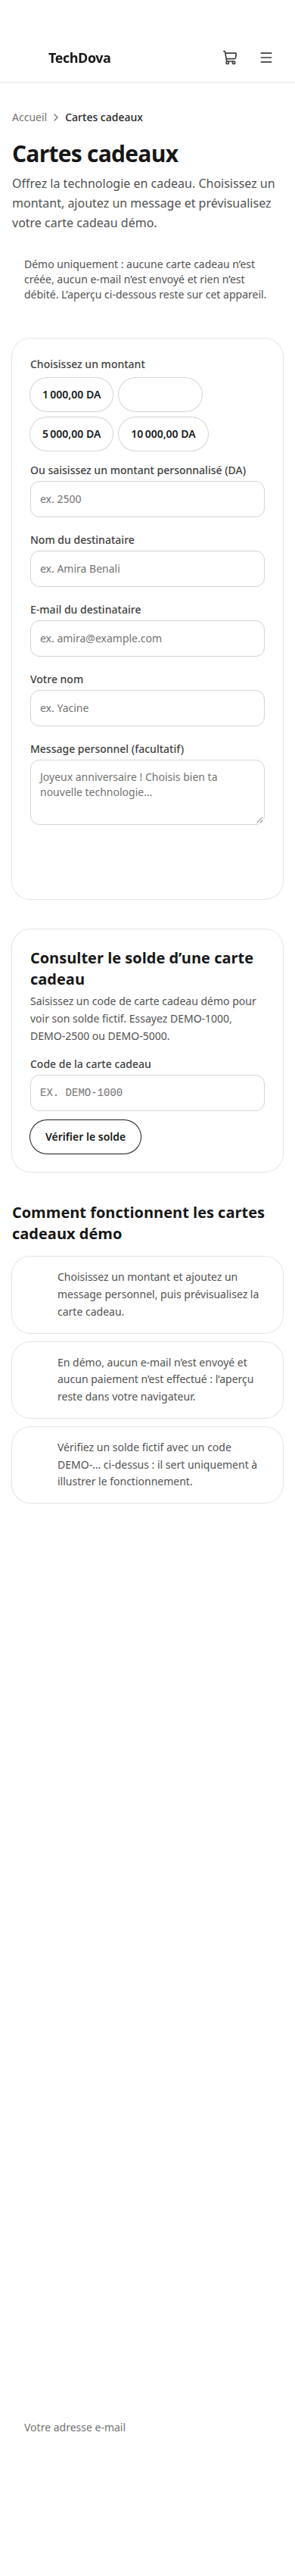 TechDova
Accueil > Cartes cadeaux
Cartes cadeaux
Offrez la technologie en cadeau. Choisissez un
montant, ajoutez un message et prévisualisez
votre carte cadeau démo.
Démo uniquement : aucune carte cadeau n’est
créée, aucun e-mail n’est envoyé et rien n’est
débité. L’aperçu ci-dessous reste sur cet appareil.
Choisissez un montant
1 000,00 DA
5 000,00 DA 10 000,00 DA
Ou saisissez un montant personnalisé (DA)
ex. 2500
Nom du destinataire
ex. Amira Benali
E-mail du destinataire
ex. amira@example.com
Votre nom
ex. Yacine
Message personnel (facultatif)
Joyeux anniversaire ! Choisis bien ta
nouvelle technologie…
Consulter le solde d’une carte
cadeau
Saisissez un code de carte cadeau démo pour
voir son solde fictif. Essayez DEMO-1000,
DEMO-2500 ou DEMO-5000.
Code de la carte cadeau
EX. DEMO-1000
Vérifier le solde
Comment fonctionnent les cartes
cadeaux démo
Choisissez un montant et ajoutez un
message personnel, puis prévisualisez la
carte cadeau.
En démo, aucun e-mail n’est envoyé et
aucun paiement n’est effectué : l’aperçu
reste dans votre navigateur.
Vérifiez un solde fictif avec un code
DEMO-… ci-dessus : il sert uniquement à
illustrer le fonctionnement.
Votre adresse e-mail